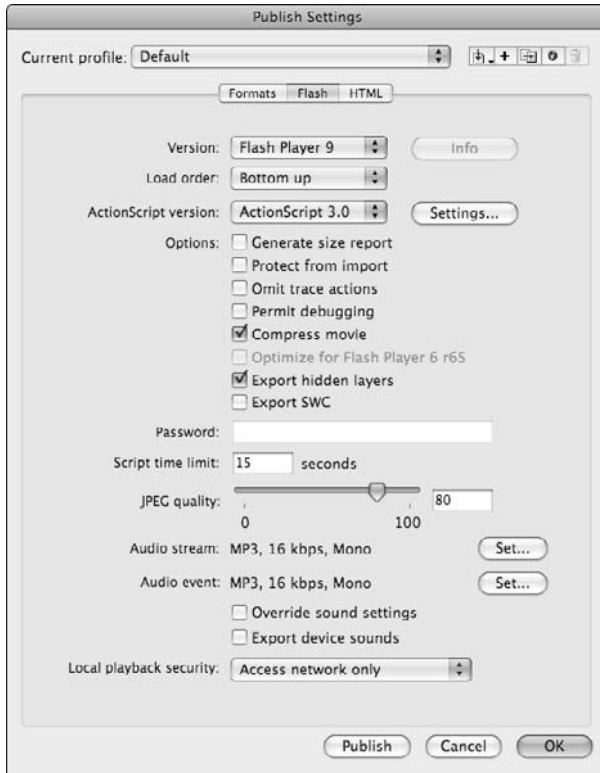 Publish Settings
Current profile: Default
Formats Flash HTML
Version: Flash Player 9 Info
Load order: Bottom up
ActionScript version: ActionScript 3.0 Settings...
Options: Generate size report
Protect from import
Omit trace actions
Permit debugging
Compress movie
Optimize for Flash Player 6 r65
Export hidden layers
Export SWC
Password:
Script time limit: 15 seconds
JPEG quality: 80
0 100
Audio stream: MP3, 16 kbps, Mono Set...
Audio event: MP3, 16 kbps, Mono Set...
Override sound settings
Export device sounds
Local playback security: Access network only
Publish Cancel OK